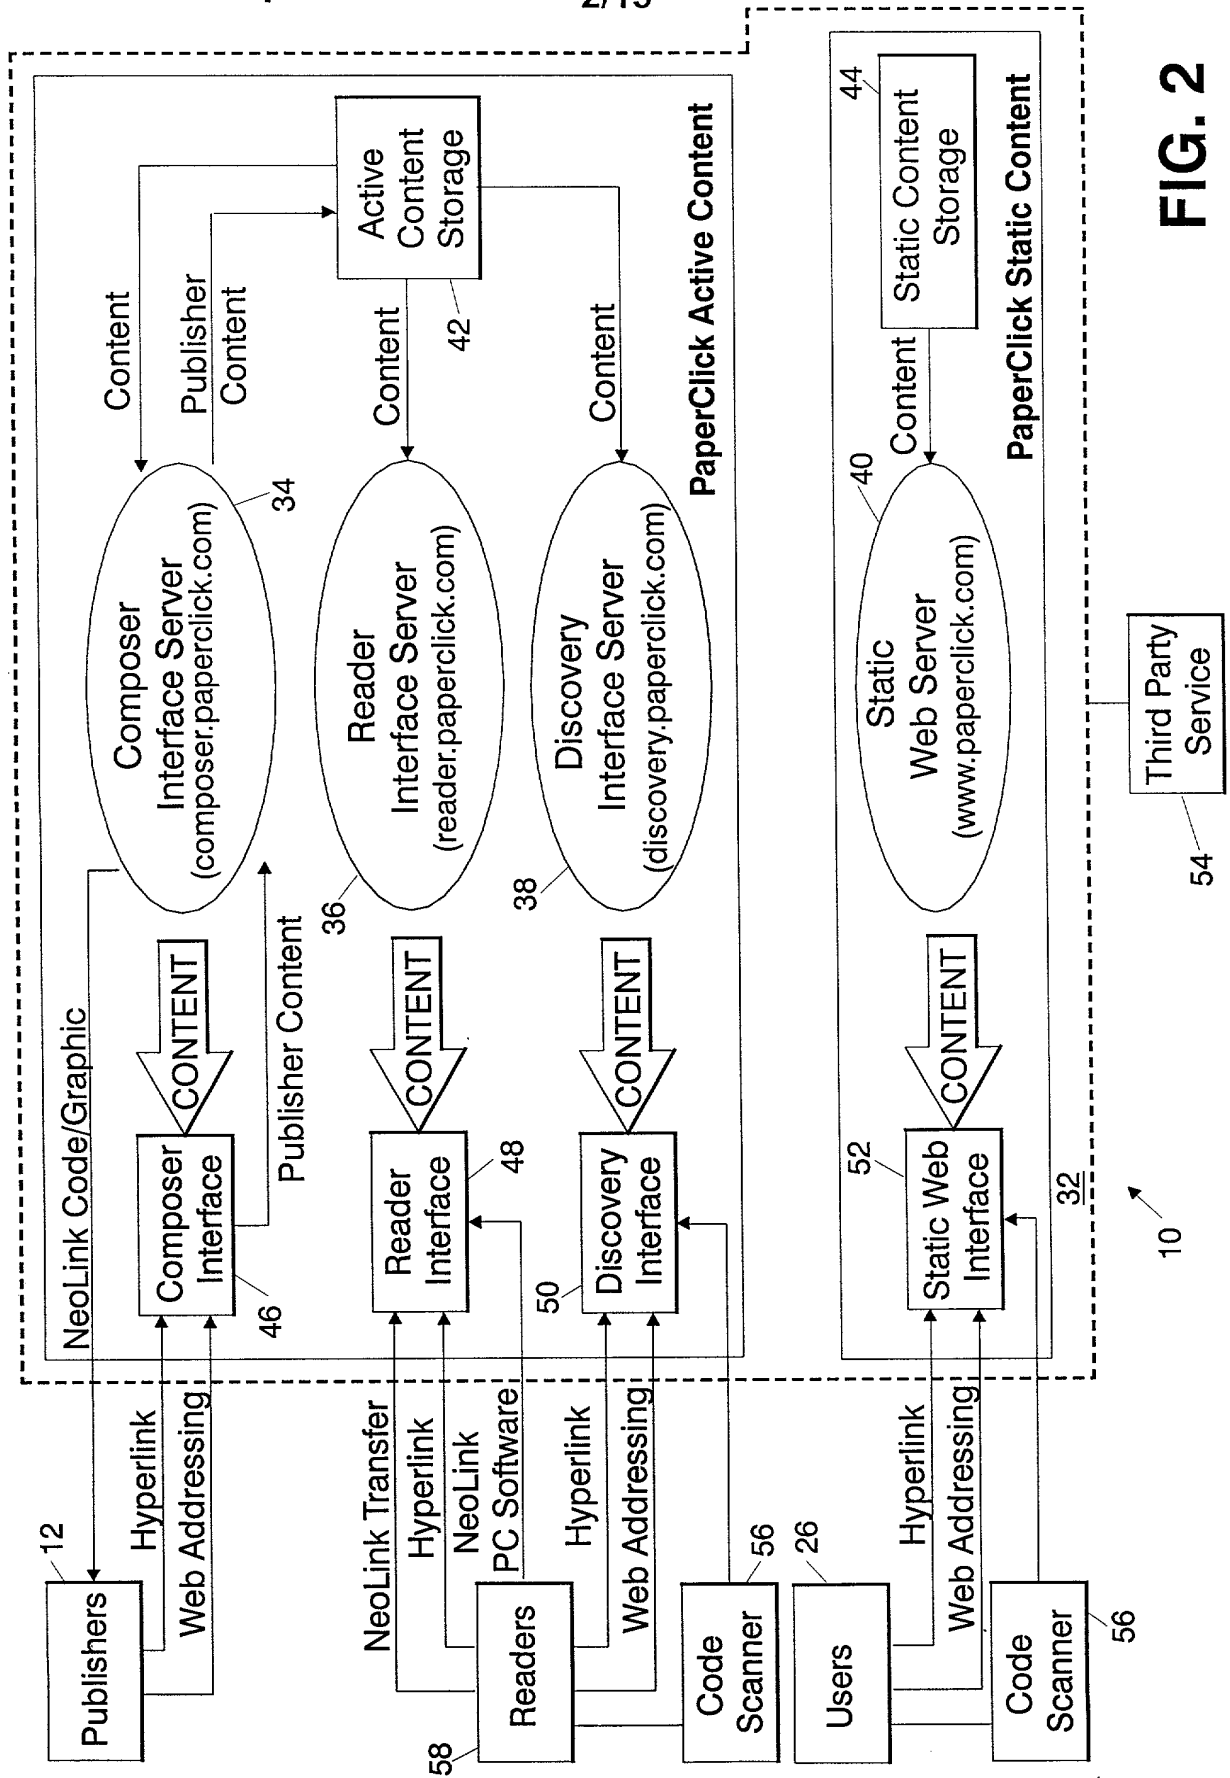 2/15
FIG. 2
Publishers
12
NeoLink Code/Graphic
Hyperlink
Web Addressing
Composer
Interface
46
CONTENT
Publisher Content
Composer
Interface Server
(composer.paperclick.com)
34
Content
Publisher
Content
Active
Content
Storage
42
NeoLink Transfer
Hyperlink
NeoLink
PC Software
Readers
58
Reader
Interface
48
CONTENT
Reader
Interface Server
(reader.paperclick.com)
36
Content
Hyperlink
Web Addressing
Code
Scanner
56
Discovery
Interface
50
CONTENT
Discovery
Interface Server
(discovery.paperclick.com)
38
Content
PaperClick Active Content
Users
26
Hyperlink
Web Addressing
Code
Scanner
56
Static Web
Interface
52
CONTENT
Static
Web Server
(www.paperclick.com)
40
Content
Static Content
Storage
44
PaperClick Static Content
32
10
Third Party
Service
54